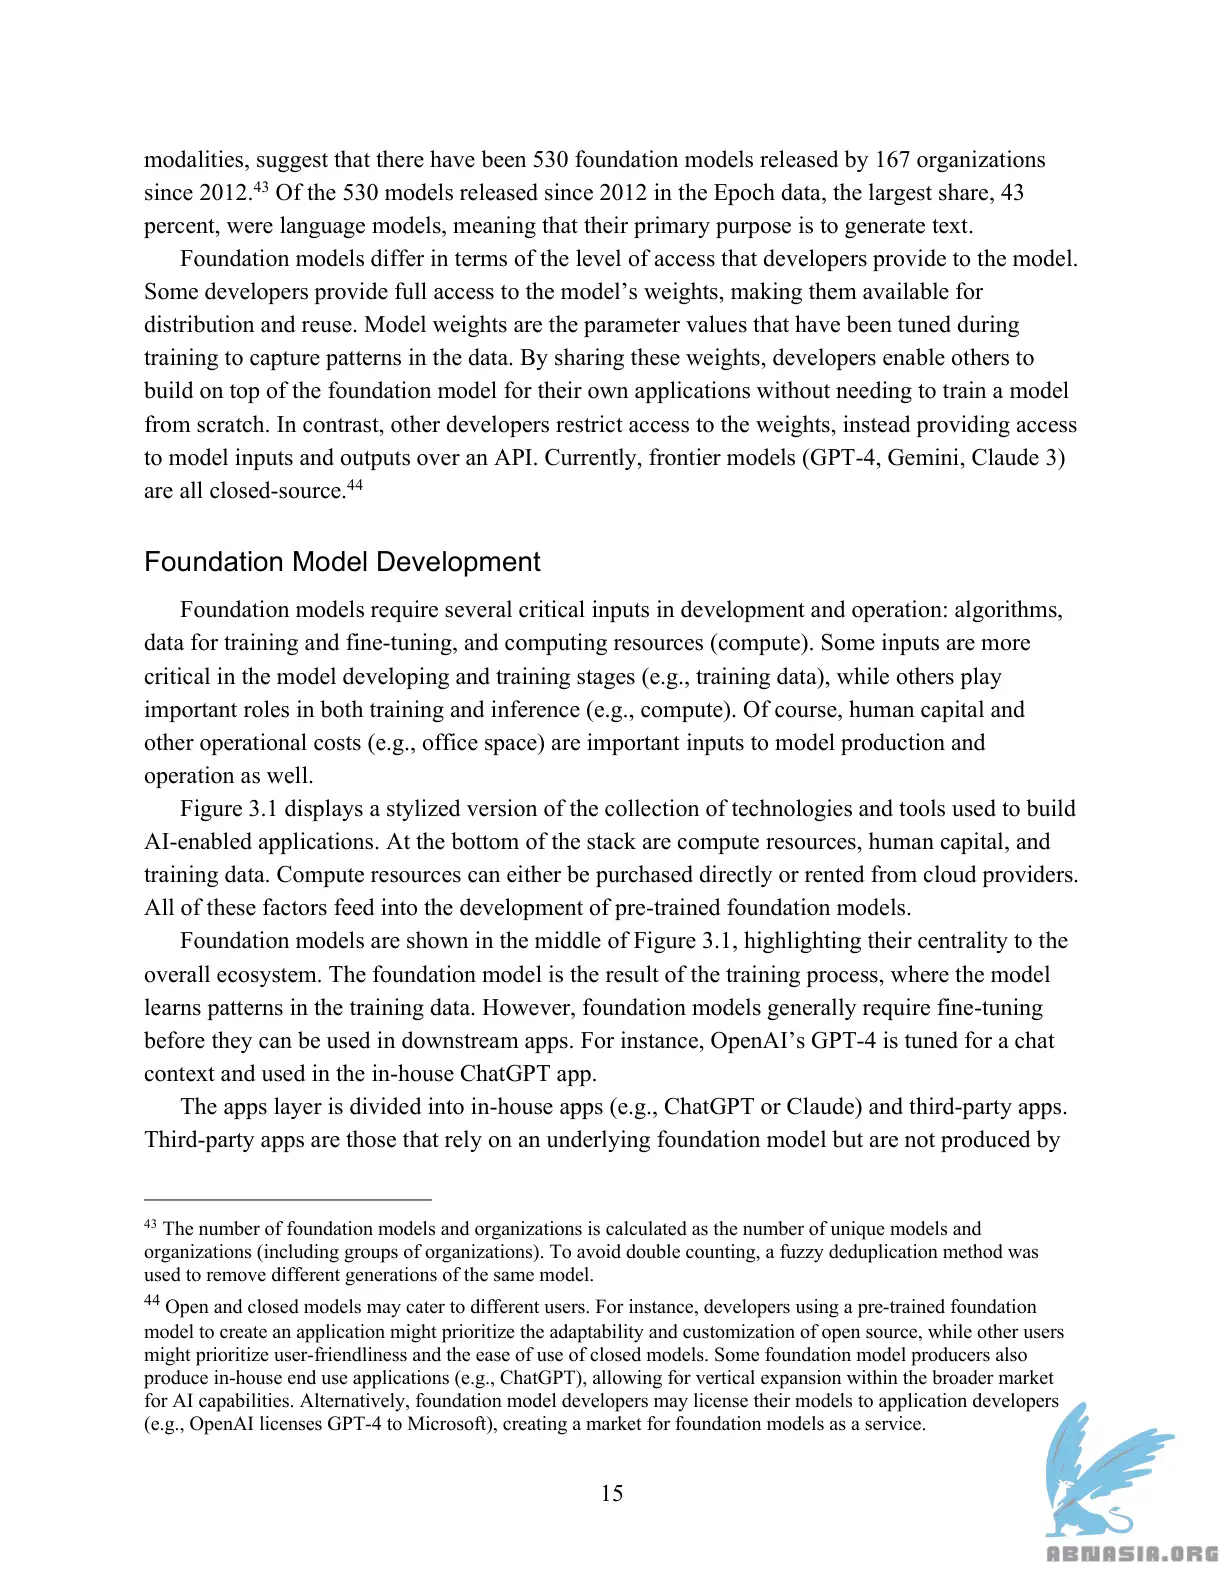 modalities, suggest that there have been 530 foundation models released by 167 organizations
since 2012.43 Of the 530 models released since 2012 in the Epoch data, the largest share, 43
percent, were language models, meaning that their primary purpose is to generate text.
Foundation models differ in terms of the level of access that developers provide to the model.
Some developers provide full access to the model’s weights, making them available for
distribution and reuse. Model weights are the parameter values that have been tuned during
training to capture patterns in the data. By sharing these weights, developers enable others to
build on top of the foundation model for their own applications without needing to train a model
from scratch. In contrast, other developers restrict access to the weights, instead providing access
to model inputs and outputs over an API. Currently, frontier models (GPT-4, Gemini, Claude 3)
are all closed-source.44
Foundation Model Development
Foundation models require several critical inputs in development and operation: algorithms,
data for training and fine-tuning, and computing resources (compute). Some inputs are more
critical in the model developing and training stages (e.g., training data), while others play
important roles in both training and inference (e.g., compute). Of course, human capital and
other operational costs (e.g., office space) are important inputs to model production and
operation as well.
Figure 3.1 displays a stylized version of the collection of technologies and tools used to build
AI-enabled applications. At the bottom of the stack are compute resources, human capital, and
training data. Compute resources can either be purchased directly or rented from cloud providers.
All of these factors feed into the development of pre-trained foundation models.
Foundation models are shown in the middle of Figure 3.1, highlighting their centrality to the
overall ecosystem. The foundation model is the result of the training process, where the model
learns patterns in the training data. However, foundation models generally require fine-tuning
before they can be used in downstream apps. For instance, OpenAI’s GPT-4 is tuned for a chat
context and used in the in-house ChatGPT app.
The apps layer is divided into in-house apps (e.g., ChatGPT or Claude) and third-party apps.
Third-party apps are those that rely on an underlying foundation model but are not produced by
43 The number of foundation models and organizations is calculated as the number of unique models and
organizations (including groups of organizations). To avoid double counting, a fuzzy deduplication method was
used to remove different generations of the same model.
44 Open and closed models may cater to different users. For instance, developers using a pre-trained foundation
model to create an application might prioritize the adaptability and customization of open source, while other users
might prioritize user-friendliness and the ease of use of closed models. Some foundation model producers also
produce in-house end use applications (e.g., ChatGPT), allowing for vertical expansion within the broader market
for AI capabilities. Alternatively, foundation model developers may license their models to application developers
(e.g., OpenAI licenses GPT-4 to Microsoft), creating a market for foundation models as a service.
15
ABNASIA.ORG